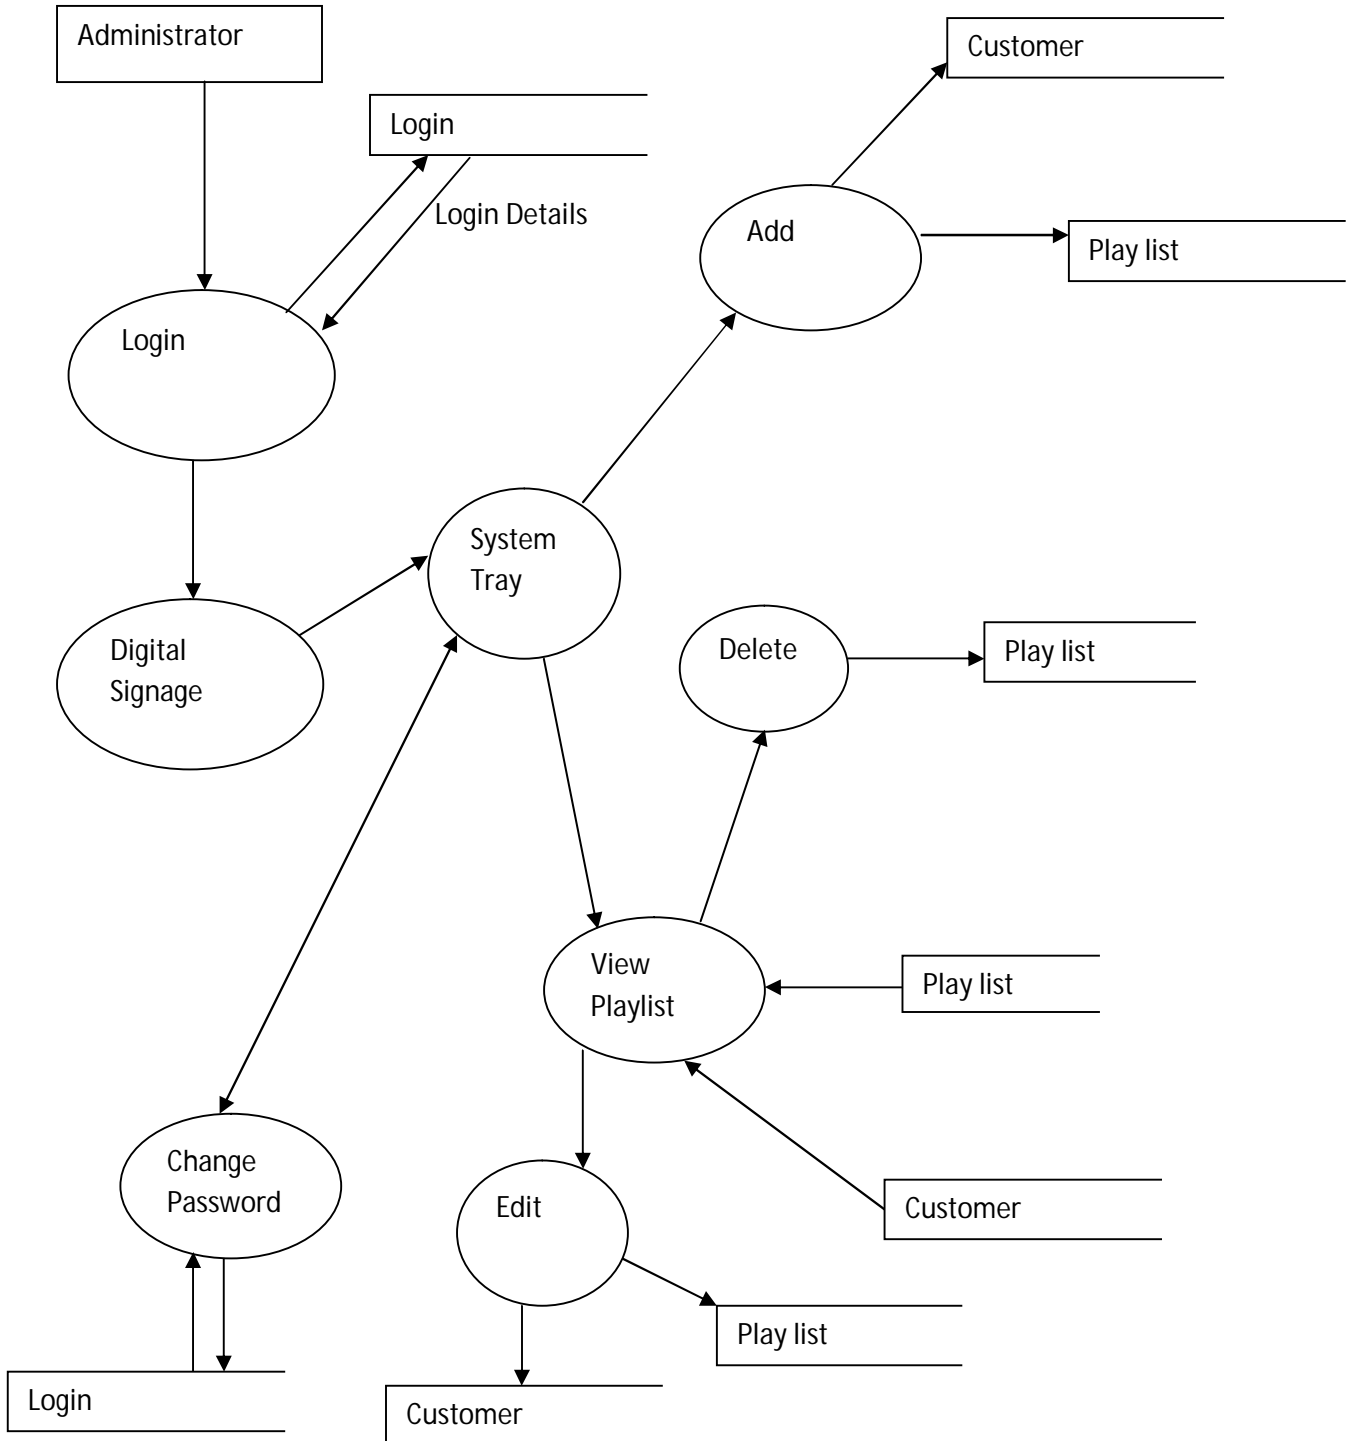 Administrator
Customer
Login
Login Details
Add
Play list
Login
System
Tray
Digital
Signage
Delete
Play list
View
Playlist
Play list
Change
Password
Edit
Customer
Play list
Login
Customer